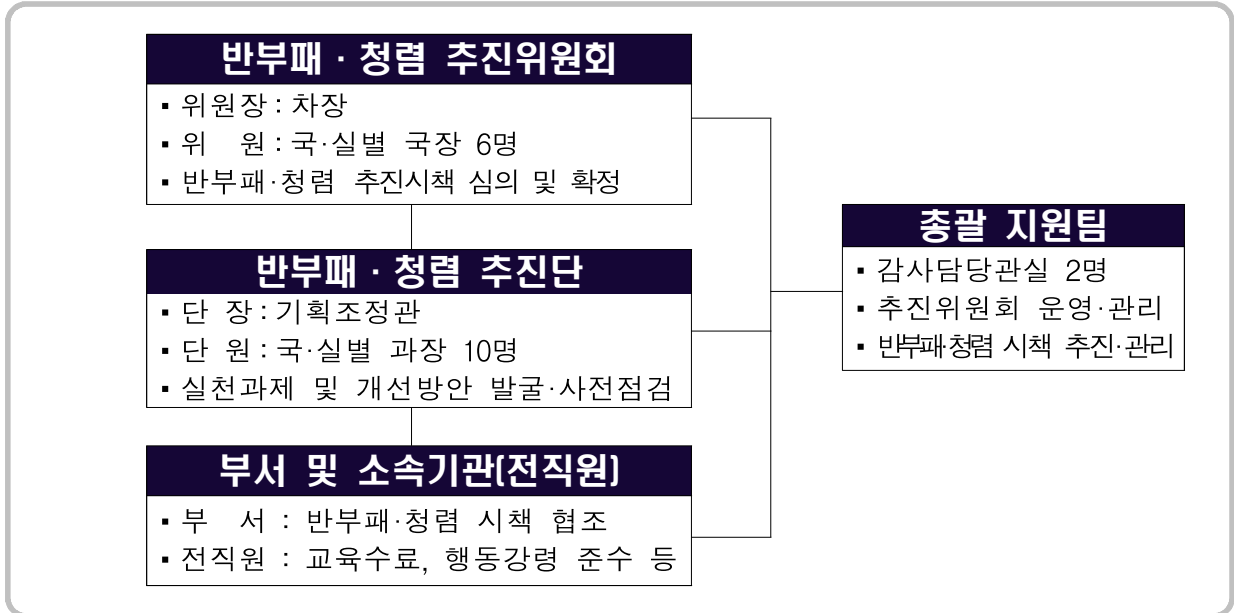 반부패 · 청렴 추진위원회
▪ 위원장 : 차장
▪ 위 원 : 국·실별 국장 6명
▪ 반부패·청렴 추진시책 심의 및 확정
반부패 · 청렴 추진단
▪ 단 장 : 기획조정관
▪ 단 원 : 국·실별 과장 10명
▪ 실천과제 및 개선방안 발굴·사전점검
부서 및 소속기관(전직원)
▪ 부 서 : 반부패·청렴 시책 협조
▪ 전직원 : 교육수료, 행동강령 준수 등
총괄 지원팀
▪ 감사담당관실 2명
▪ 추진위원회 운영·관리
▪ 반부패·청렴 시책 추진·관리